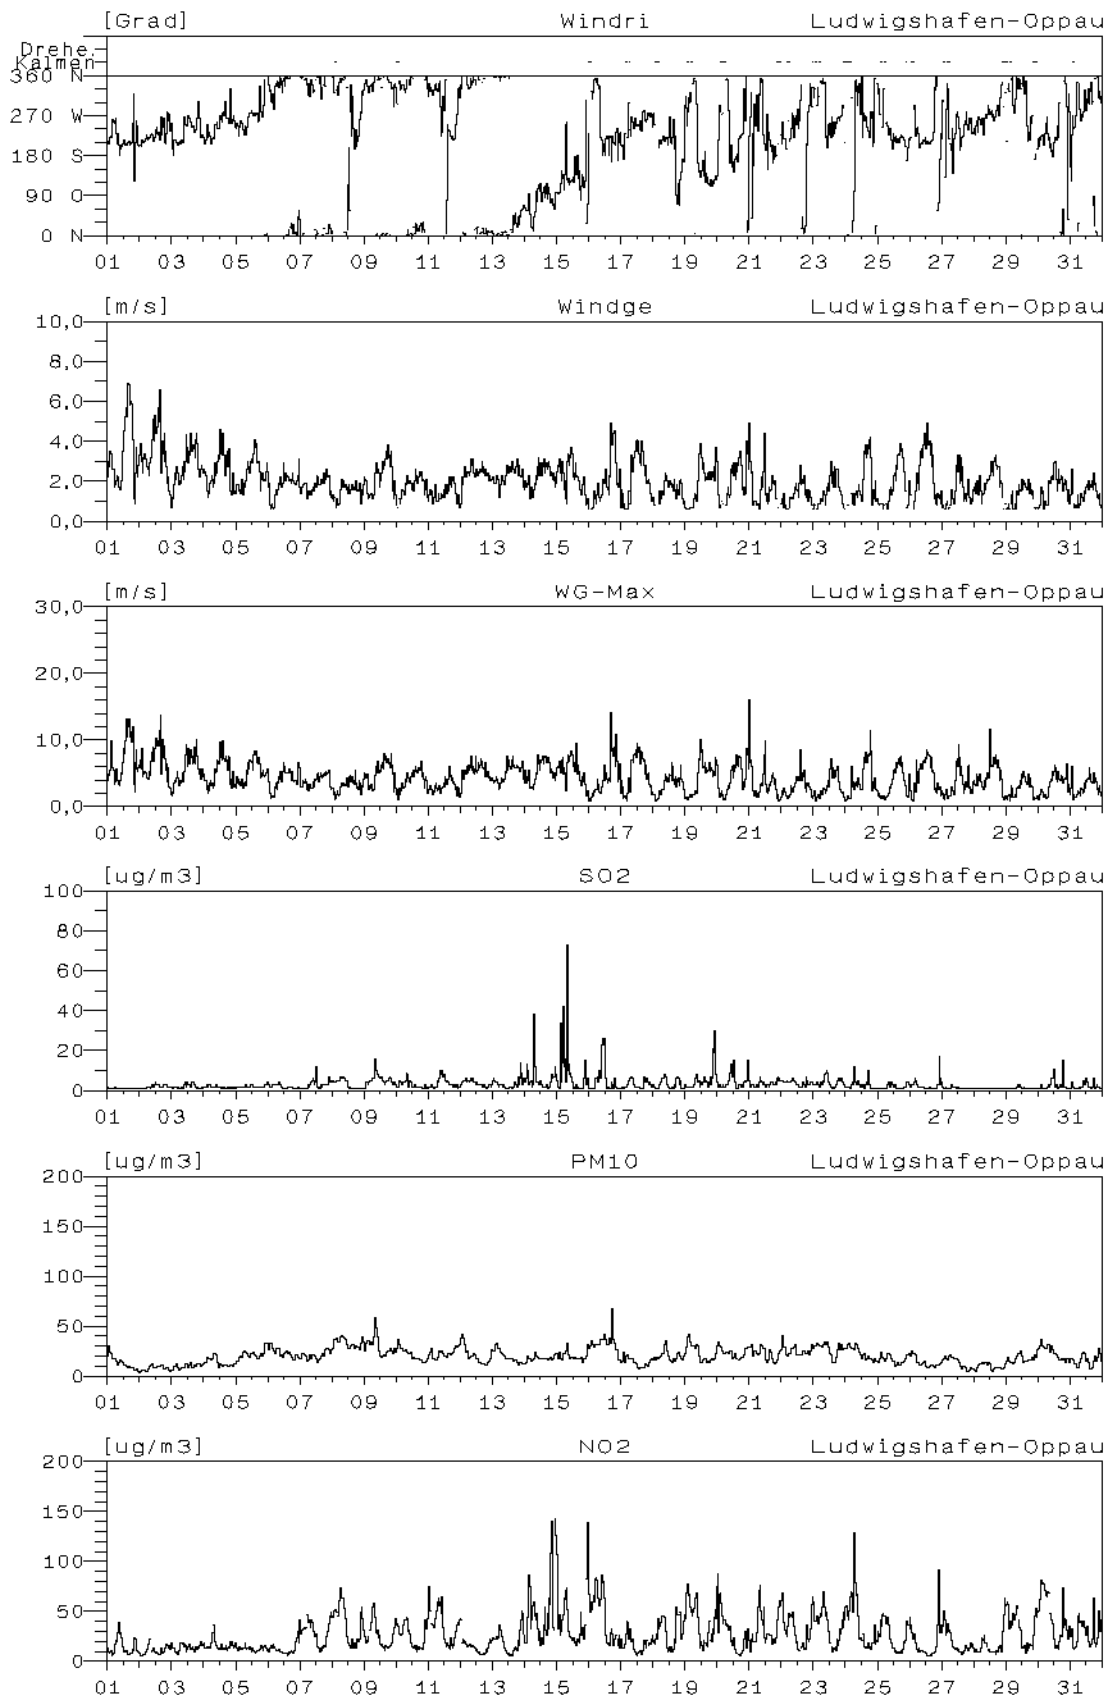 [Grad] Windri Ludwigshafen-Oppau
Drehe.
Kalmen
360 N
270 W
180 S
90 O
0 N
01 03 05 07 09 11 13 15 17 19 21 23 25 27 29 31
[m/s] Windge Ludwigshafen-Oppau
10,0
8,0
6,0
4,0
2,0
0,0
01 03 05 07 09 11 13 15 17 19 21 23 25 27 29 31
[m/s] WG-Max Ludwigshafen-Oppau
30,0
20,0
10,0
0,0
01 03 05 07 09 11 13 15 17 19 21 23 25 27 29 31
[ug/m3] SO2 Ludwigshafen-Oppau
100
80
60
40
20
0
01 03 05 07 09 11 13 15 17 19 21 23 25 27 29 31
[ug/m3] PM10 Ludwigshafen-Oppau
200
150
100
50
0
01 03 05 07 09 11 13 15 17 19 21 23 25 27 29 31
[ug/m3] NO2 Ludwigshafen-Oppau
200
150
100
50
0
01 03 05 07 09 11 13 15 17 19 21 23 25 27 29 31